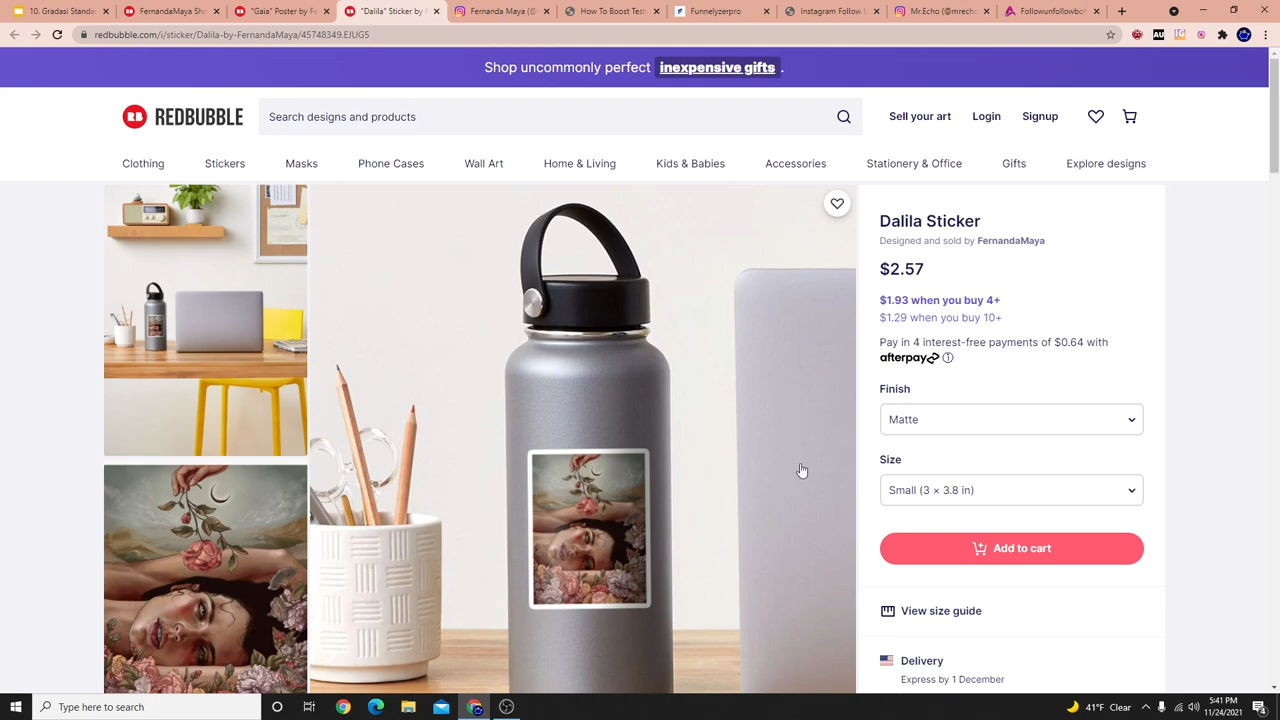 10. Gradasi Standa
"Gaia" Poster by
"Dalila" Sticker by F
Fernanda Maya (@
How To Boost Test
Funnelyzerpro
Instagram Follow
Mr.Echo (@merch
redbubble.com/i/sticker/Dalila-by-FernandaMaya/45748349.EJUG5
Shop uncommonly perfect inexpensive gifts .
RB REDBUBBLE
Search designs and products
Sell your art Login Signup
Clothing Stickers Masks Phone Cases Wall Art Home & Living Kids & Babies Accessories Stationery & Office Gifts Explore designs
Dalila Sticker
Designed and sold by FernandaMaya
$2.57
$1.93 when you buy 4+
$1.29 when you buy 10+
Pay in 4 interest-free payments of $0.64 with
afterpay
Finish
Matte
Size
Small (3 × 3.8 in)
Add to cart
View size guide
Delivery
Express by 1 December
Type here to search
41°F Clear
5:41 PM
11/24/2021